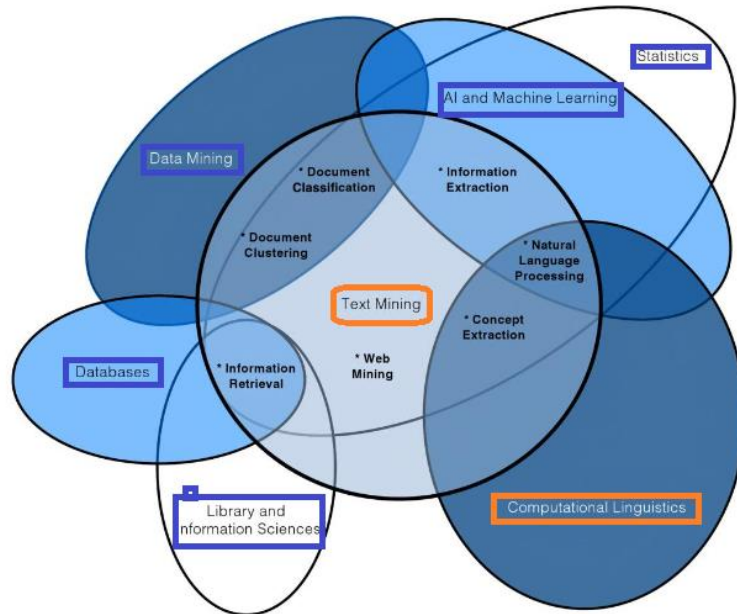 Statistics
AI and Machine Learning
Data Mining
* Document
Classification
* Information
Extraction
* Document
Clustering
* Natural
Language
Processing
Text Mining
* Concept
Extraction
* Web
Mining
Databases
* Information
Retrieval
Library and
nformation Sciences
Computational Linguistics